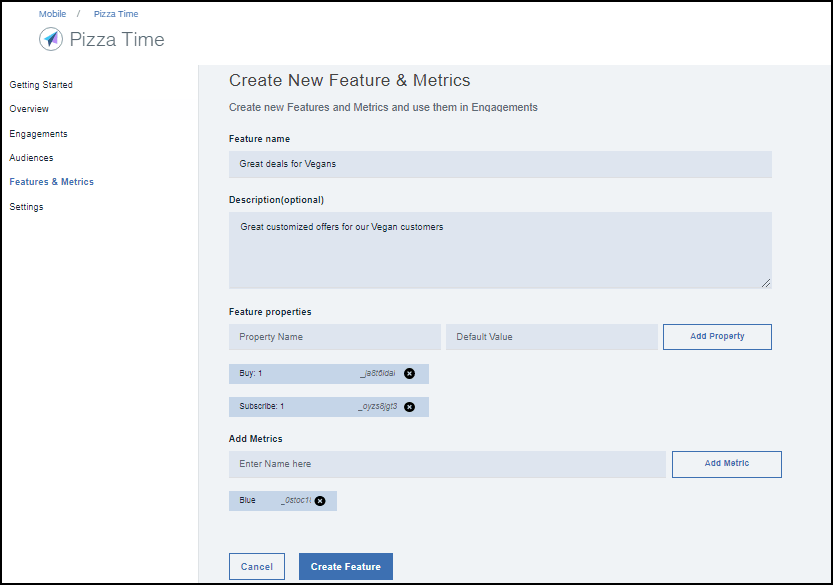 Mobile / Pizza Time
Pizza Time
Getting Started
Overview
Engagements
Audiences
Features & Metrics
Settings
Create New Feature & Metrics
Create new Features and Metrics and use them in Engagements
Feature name
Great deals for Vegans
Description(optional)
Great customized offers for our Vegan customers
Feature properties
Property Name Default Value Add Property
Buy: 1
Subscribe: 1 _oyzs8jgt3
Add Metrics
Enter Name here Add Metric
Blue
Cancel Create Feature